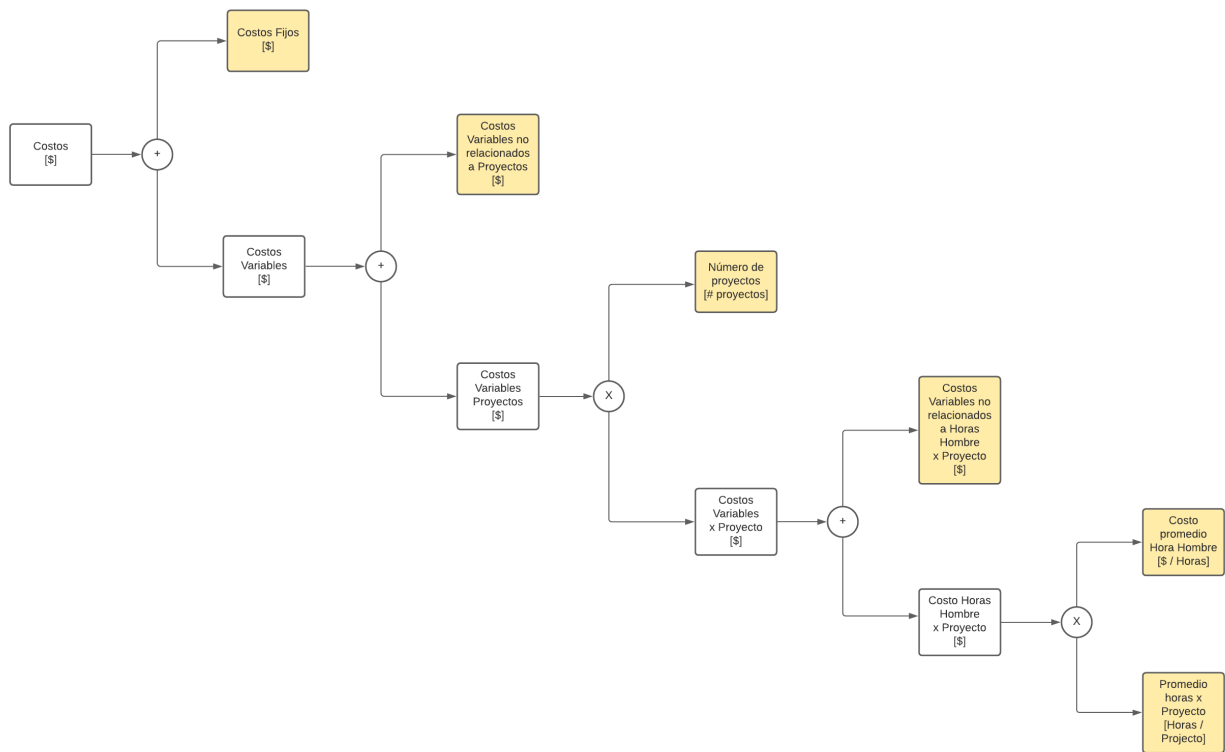 Costos Fijos
[$]
Costos
[$]
+
Costos
Variables no
relacionados
a Proyectos
[$]
Costos
Variables
[$]
+
Número de
proyectos
[# proyectos]
Costos
Variables
Proyectos
[$]
X
Costos
Variables no
relacionados
a Horas
Hombre
x Proyecto
[$]
Costos
Variables
x Proyecto
[$]
+
Costo
promedio
Hora Hombre
[$ / Horas]
Costo Horas
Hombre
x Proyecto
[$]
X
Promedio
horas x
Proyecto
[Horas /
Projecto]